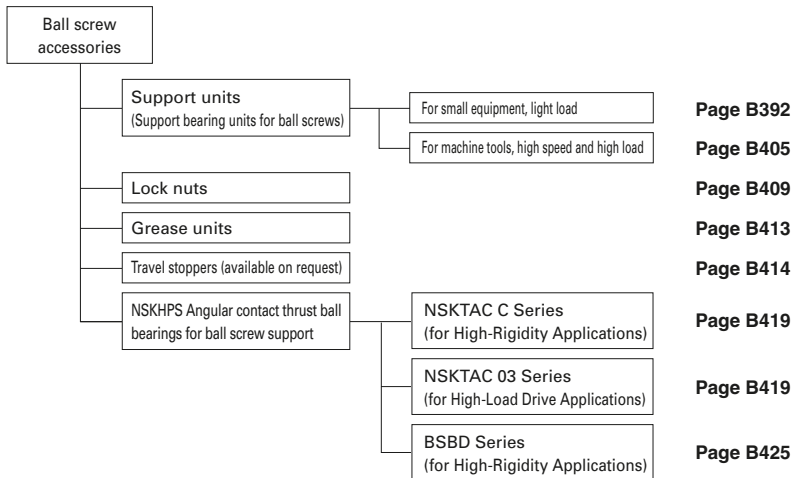 Ball screw
accessories
Support units
(Support bearing units for ball screws)
For small equipment, light load
Page B392
For machine tools, high speed and high load
Page B405
Lock nuts
Page B409
Grease units
Page B413
Travel stoppers (available on request)
Page B414
NSKHPS Angular contact thrust ball
bearings for ball screw support
NSKTAC C Series
(for High-Rigidity Applications)
Page B419
NSKTAC 03 Series
(for High-Load Drive Applications)
Page B419
BSBD Series
(for High-Rigidity Applications)
Page B425